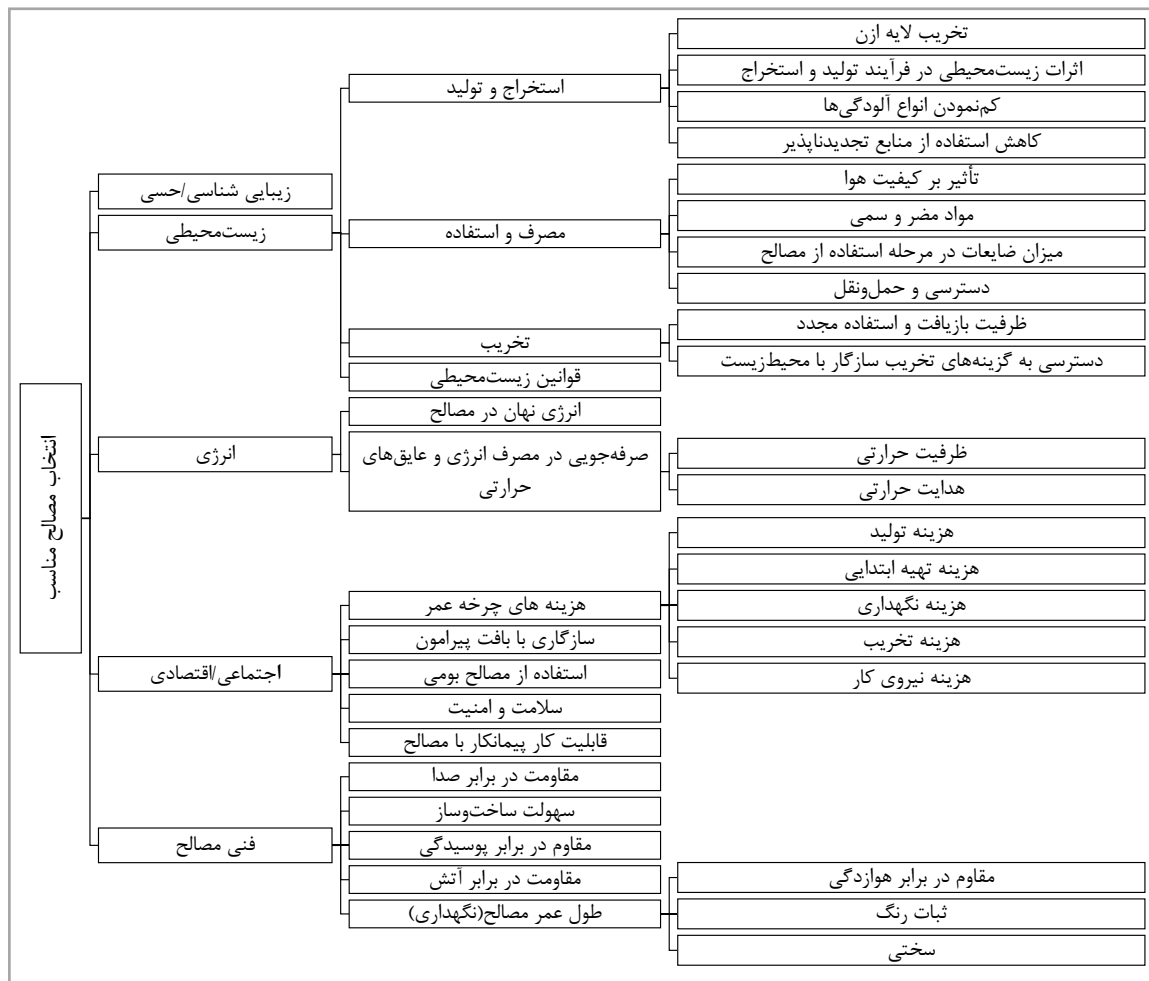 انتخاب مصالح مناسب
زیبایی شناسی/حسی
زیست‌محیطی
استخراج و تولید
تخریب لایه ازن
اثرات زیست‌محیطی در فرآیند تولید و استخراج
کم‌نمودن انواع آلودگی‌ها
کاهش استفاده از منابع تجدیدناپذیر
مصرف و استفاده
تأثیر بر کیفیت هوا
مواد مضر و سمی
میزان ضایعات در مرحله استفاده از مصالح
دسترسی و حمل‌ونقل
تخریب
ظرفیت بازیافت و استفاده مجدد
دسترسی به گزینه‌های تخریب سازگار با محیط‌زیست
قوانین زیست‌محیطی
انرژی
انرژی نهان در مصالح
صرفه‌جویی در مصرف انرژی و عایق‌های
حرارتی
ظرفیت حرارتی
هدایت حرارتی
اجتماعی/اقتصادی
هزینه های چرخه عمر
هزینه تولید
هزینه تهیه ابتدایی
هزینه نگهداری
هزینه تخریب
هزینه نیروی کار
سازگاری با بافت پیرامون
استفاده از مصالح بومی
سلامت و امنیت
قابلیت کار پیمانکار با مصالح
فنی مصالح
مقاومت در برابر صدا
سهولت ساخت‌وساز
مقاوم در برابر پوسیدگی
مقاومت در برابر آتش
طول عمر مصالح(نگهداری)
مقاوم در برابر هوازدگی
ثبات رنگ
سختی